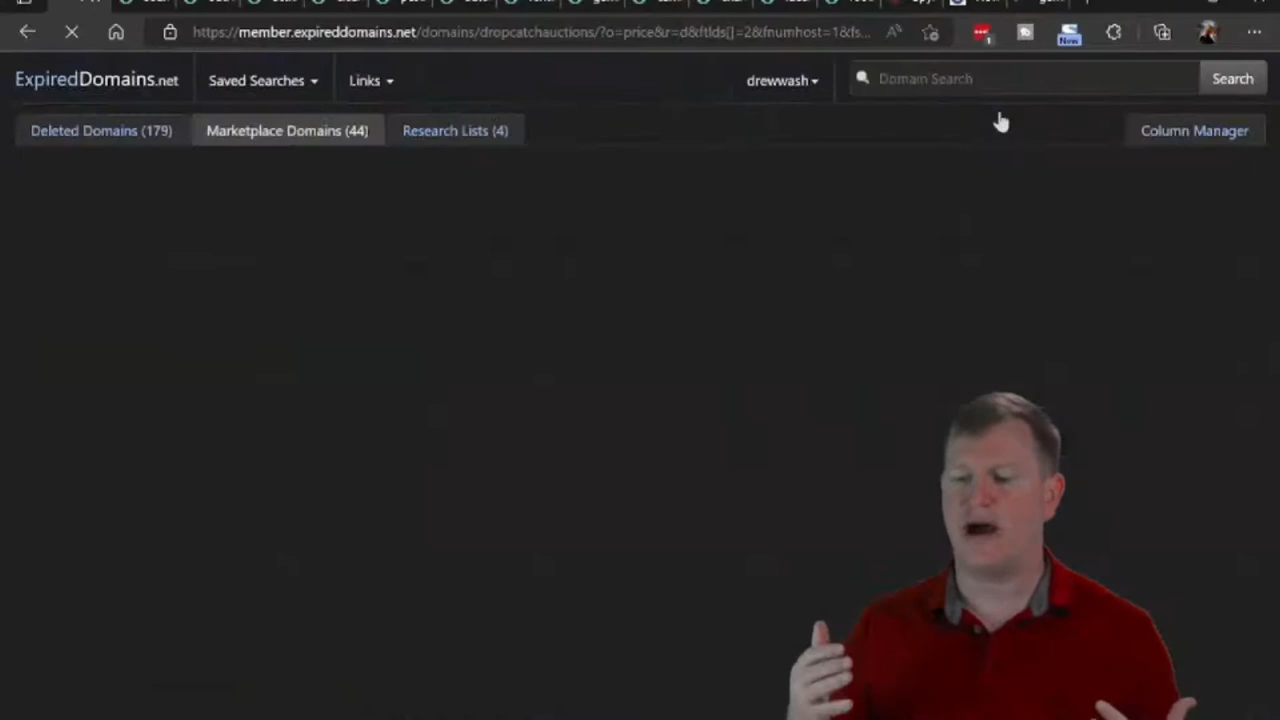 https://member.expireddomains.net/domains/dropcatchauctions/?o=price&r=d&ftlds[]=2&fnumhost=1&fs...
New
ExpiredDomains.net
Saved Searches
Links
drewwash
Domain Search
Search
Deleted Domains (179)
Marketplace Domains (44)
Research Lists (4)
Column Manager